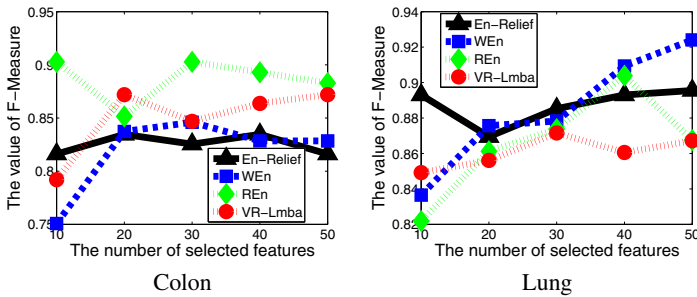 The value of F-Measure
0.95
0.9
0.85
0.8
0.75
10 20 30 40 50
The number of selected features
En-Relief
WEn
REn
VR-Lmba
Colon
The value of F-Measure
0.94
0.92
0.9
0.88
0.86
0.84
0.82
10 20 30 40 50
The number of selected features
En-Relief
WEn
REn
VR-Lmba
Lung